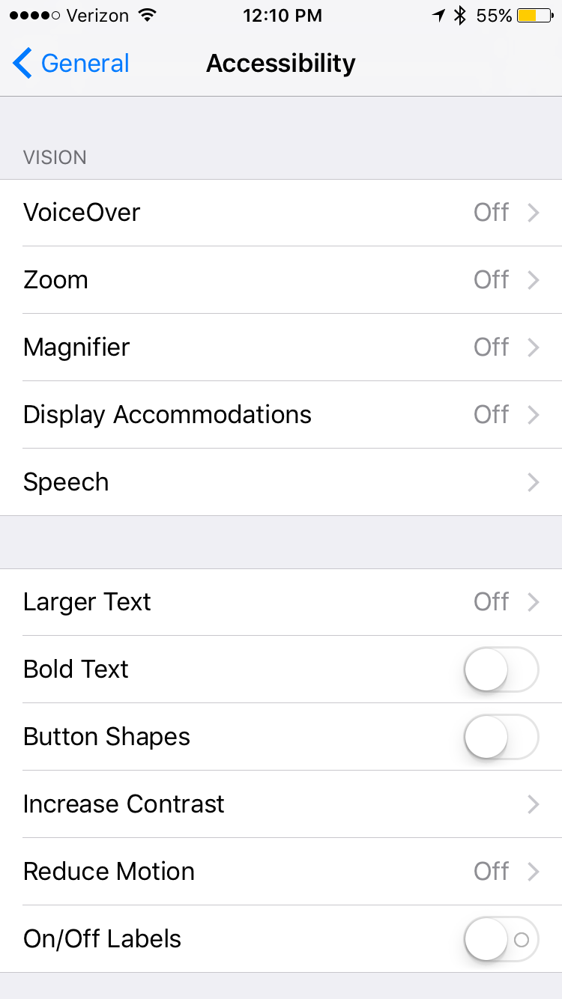 Verizon 12:10 PM 55%
General Accessibility
VISION
VoiceOver Off
Zoom Off
Magnifier Off
Display Accommodations Off
Speech
Larger Text Off
Bold Text
Button Shapes
Increase Contrast
Reduce Motion Off
On/Off Labels